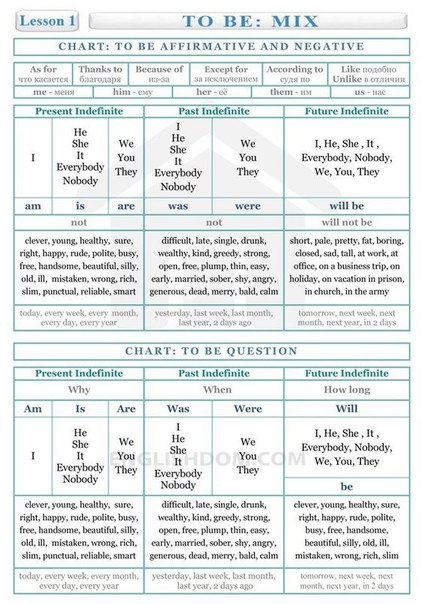 Lesson 1
TO BE: MIX
CHART: TO BE AFFIRMATIVE AND NEGATIVE
As for что касается
Thanks to благодаря
Because of из-за
Except for за исключением
According to судя по
Like подобно
Unlike в отличии
me - меня
him - ему
her - её
them - им
us - нас
Present Indefinite
Past Indefinite
Future Indefinite
I
He
She
It
Everybody
Nobody
We
You
They
I
He
She
It
Everybody
Nobody
We
You
They
I, He, She , It ,
Everybody, Nobody,
We, You, They
am
is
are
was
were
will be
not
not
will not be
clever, young, healthy, sure,
right, happy, rude, polite, busy,
free, handsome, beautiful, silly,
old, ill, mistaken, wrong, rich,
slim, punctual, reliable, smart
difficult, late, single, drunk,
wealthy, kind, greedy, strong,
open, free, plump, thin, easy,
early, married, sober, shy, angry,
generous, dead, merry, bald, calm
short, pale, pretty, fat, boring,
closed, sad, tall, at work, at
office, on a business trip, on
holiday, on vacation in prison,
in church, in the army
today, every week, every month,
every day, every year
yesterday, last week, last month,
last year, 2 days ago
tomorrow, next week, next
month, next year, in 2 days
CHART: TO BE QUESTION
Present Indefinite
Past Indefinite
Future Indefinite
Why
When
How long
Am
Is
Are
Was
Were
Will
I
He
She
It
Everybody
Nobody
We
You
They
I
He
She
It
Everybody
Nobody
We
You
They
I, He, She , It ,
Everybody, Nobody,
We, You, They
be
ENGLISHDOM.COM
clever, young, healthy, sure,
right, happy, rude, polite, busy,
free, handsome, beautiful, silly,
old, ill, mistaken, wrong, rich,
slim, punctual, reliable, smart
difficult, late, single, drunk,
wealthy, kind, greedy, strong,
open, free, plump, thin, easy,
early, married, sober, shy, angry,
generous, dead, merry, bald, calm
clever, young, healthy, sure,
right, happy, rude, polite,
busy, free, handsome,
beautiful, silly, old, ill,
mistaken, wrong, rich, slim
today, every week, every month,
every day, every year
yesterday, last week, last month,
last year, 2 days ago
tomorrow, next week, next
month, next year, in 2 days